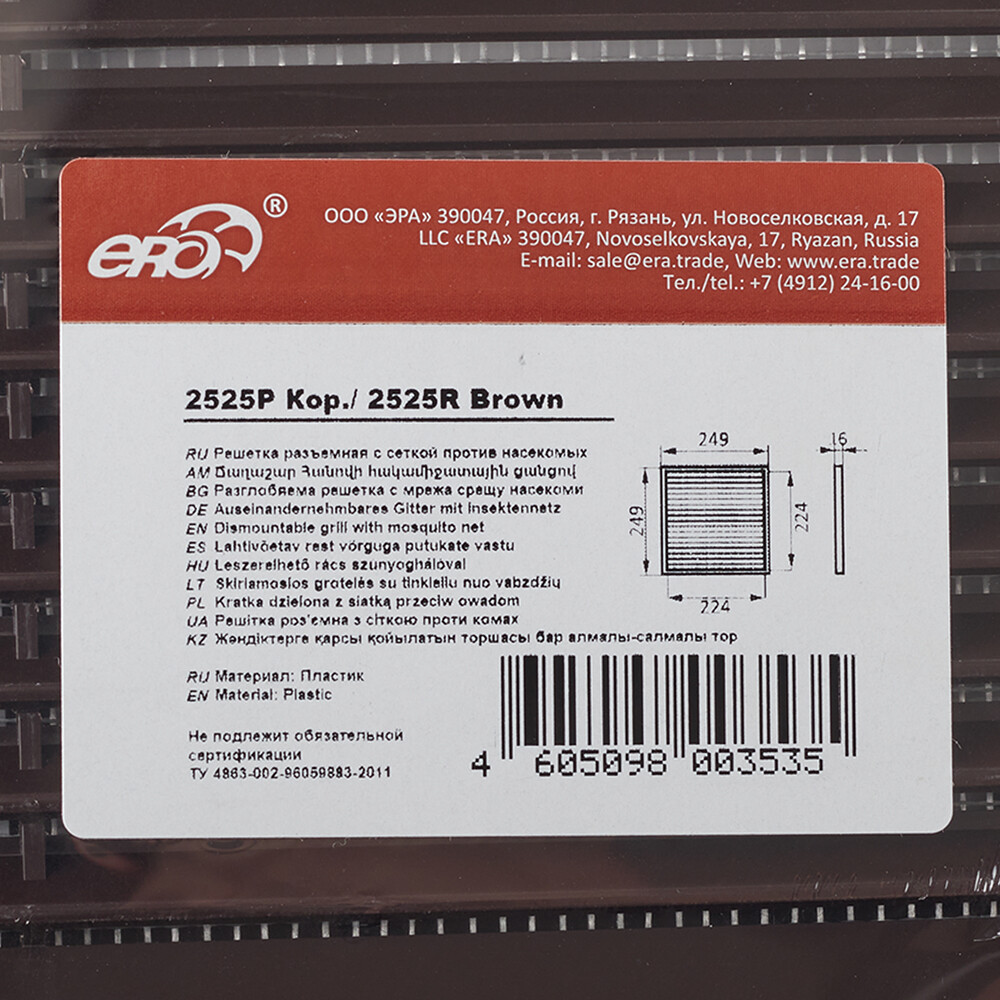 era ®
ООО «ЭРА» 390047, Россия, г. Рязань, ул. Новоселковская, д. 17
LLC «ERA» 390047, Novoselkovskaya, 17, Ryazan, Russia
E-mail: sale@era.trade, Web: www.era.trade
Тел./tel.: +7 (4912) 24-16-00
2525Р Кор./ 2525R Brown
RU Решетка разъемная с сеткой против насекомых
AM Ծաղաշար Հանովի հակամիջատային ցանցով
BG Разглобяема решетка с мрежа срещу насекоми
DE Auseinandernehmbares Gitter mit Insektennetz
EN Dismountable grill with mosquito net
ES Lahtivõetav rest võrguga putukate vastu
HU Leszerelhető rács szunyoghálóval
LT Skiriamosios grotelės su tinkleliu nuo vabzdžių
PL Kratka dzielona z siatką przeciw owadom
UA Решітка роз'ємна з сіткою проти комах
KZ Жәндіктерге қарсы қойылатын торшасы бар алмалы-салмалы тор
249
16
249
224
224
RU Материал: Пластик
EN Material: Plastic
Не подлежит обязательной
сертификации
ТУ 4863-002-96059883-2011
4 605098 003535